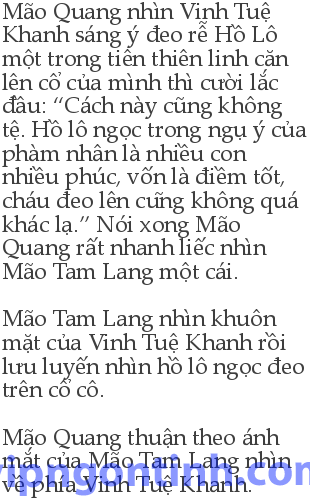 Mão Quang nhìn Vinh Tuệ
Khanh sáng ý đeo rễ Hồ Lô
một trong tiên thiên linh căn
lên cổ của mình thì cười lắc
đầu: “Cách này cũng không
tệ. Hồ lô ngọc trong ngụ ý của
phàm nhân là nhiều con
nhiều phúc, vốn là điềm tốt,
cháu đeo lên cũng không quá
khác lạ.” Nói xong Mão
Quang rất nhanh liếc nhìn
Mão Tam Lang một cái.
Mão Tam Lang nhìn khuôn
mặt của Vinh Tuệ Khanh rồi
lưu luyến nhìn hồ lô ngọc đeo
trên cổ cô.
Mão Quang thuận theo ánh
mắt của Mão Tam Lang nhìn
về phía Vinh Tuệ Khanh.
vipngontinh.com